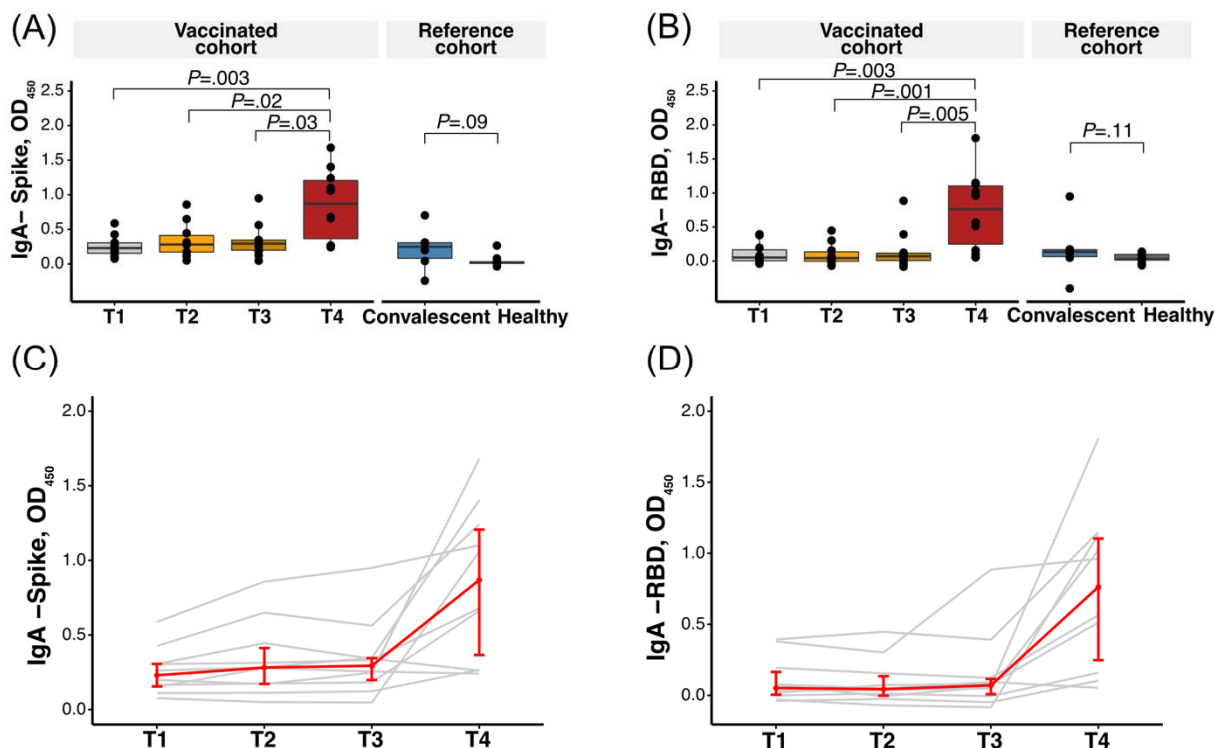 (A)
Vaccinated
cohort
Reference
cohort
IgA– Spike, OD450
2.5
2.0
1.5
1.0
0.5
0.0
P=.003
P=.02
P=.03
P=.09
T1 T2 T3 T4 Convalescent Healthy
(B)
Vaccinated
cohort
Reference
cohort
IgA– RBD, OD450
2.5
2.0
1.5
1.0
0.5
0.0
P=.003
P=.001
P=.005
P=.11
T1 T2 T3 T4 Convalescent Healthy
(C)
IgA –Spike, OD450
2.0
1.5
1.0
0.5
0.0
T1 T2 T3 T4
(D)
IgA –RBD, OD450
2.0
1.5
1.0
0.5
0.0
T1 T2 T3 T4